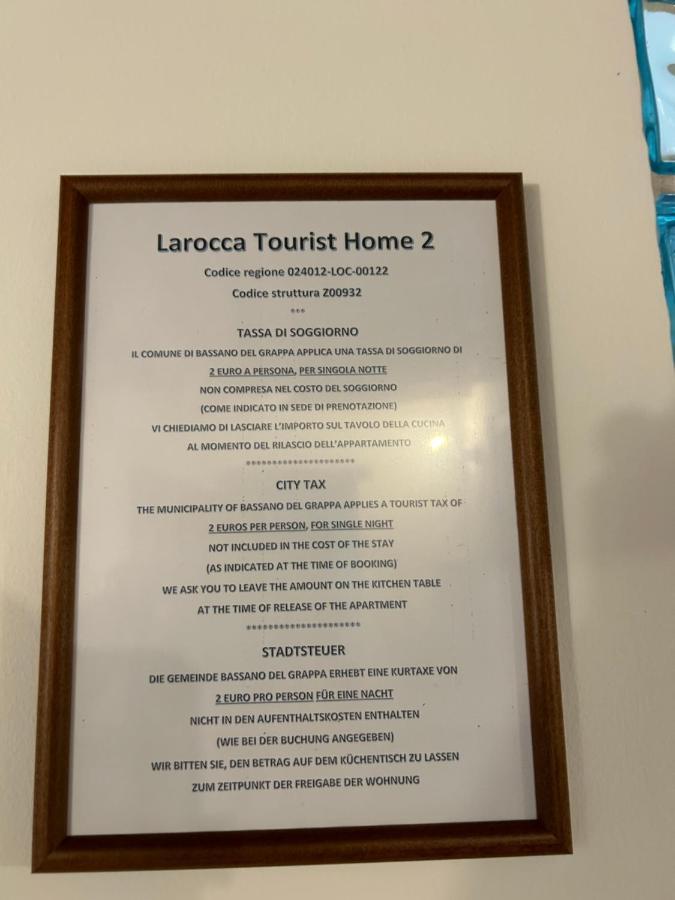 Larocca Tourist Home 2
Codice regione 024012-LOC-00122
Codice struttura Z00932
***
TASSA DI SOGGIORNO
IL COMUNE DI BASSANO DEL GRAPPA APPLICA UNA TASSA DI SOGGIORNO DI
2 EURO A PERSONA, PER SINGOLA NOTTE
NON COMPRESA NEL COSTO DEL SOGGIORNO
(COME INDICATO IN SEDE DI PRENOTAZIONE)
VI CHIEDIAMO DI LASCIARE L'IMPORTO SUL TAVOLO DELLA CUCINA
AL MOMENTO DEL RILASCIO DELL'APPARTAMENTO
*********************
CITY TAX
THE MUNICIPALITY OF BASSANO DEL GRAPPA APPLIES A TOURIST TAX OF
2 EUROS PER PERSON, FOR SINGLE NIGHT
NOT INCLUDED IN THE COST OF THE STAY
(AS INDICATED AT THE TIME OF BOOKING)
WE ASK YOU TO LEAVE THE AMOUNT ON THE KITCHEN TABLE
AT THE TIME OF RELEASE OF THE APARTMENT
**********************
STADTSTEUER
DIE GEMEINDE BASSANO DEL GRAPPA ERHEBT EINE KURTAXE VON
2 EURO PRO PERSON FÜR EINE NACHT
NICHT IN DEN AUFENTHALTSKOSTEN ENTHALTEN
(WIE BEI DER BUCHUNG ANGEGEBEN)
WIR BITTEN SIE, DEN BETRAG AUF DEM KÜCHENTISCH ZU LASSEN
ZUM ZEITPUNKT DER FREIGABE DER WOHNUNG